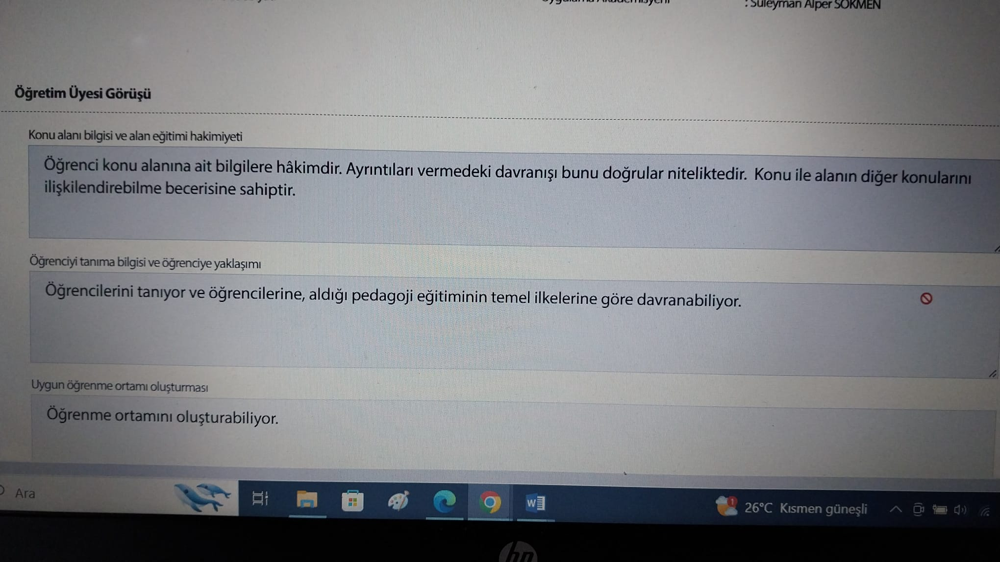 : Süleyman Alper SÖKMEN
Öğretim Üyesi Görüşü
Konu alanı bilgisi ve alan eğitimi hakimiyeti
Öğrenci konu alanına ait bilgilere hâkimdir. Ayrıntıları vermedeki davranışı bunu doğrular niteliktedir. Konu ile alanın diğer konularını
ilişkilendirebilme becerisine sahiptir.
Öğrenciyi tanıma bilgisi ve öğrenciye yaklaşımı
Öğrencilerini tanıyor ve öğrencilerine, aldığı pedagoji eğitiminin temel ilkelerine göre davranabiliyor.
Uygun öğrenme ortamı oluşturması
Öğrenme ortamını oluşturabiliyor.
Ara
W
1
26°C Kısmen güneşli
hp